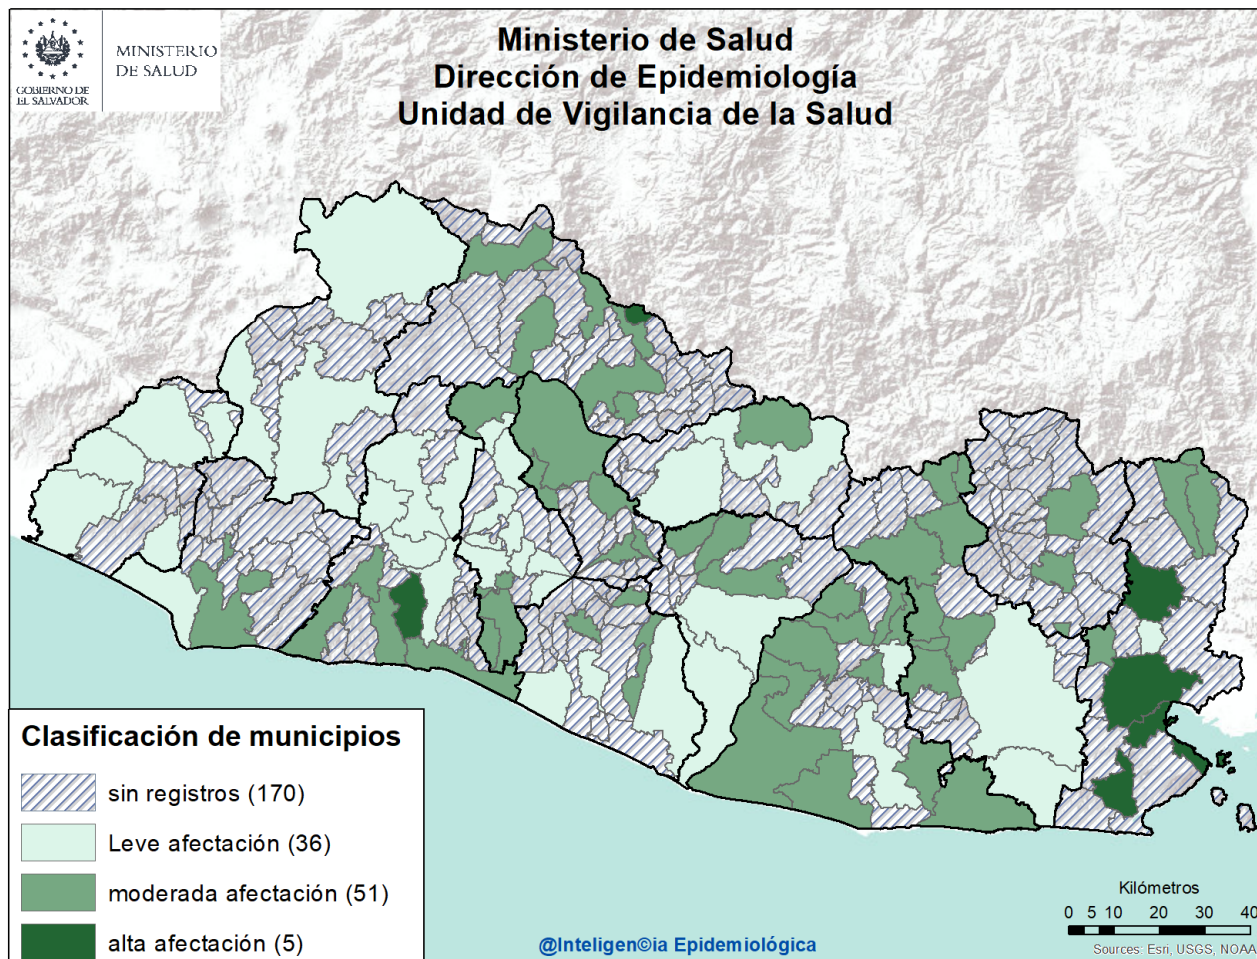 GOBIERNO DE
EL SALVADOR
MINISTERIO
DE SALUD
Ministerio de Salud
Dirección de Epidemiología
Unidad de Vigilancia de la Salud
Clasificación de municipios
sin registros (170)
Leve afectación (36)
moderada afectación (51)
alta afectación (5)
@Inteligen©ia Epidemiológica
Kilómetros
0 5 10 20 30 40
Sources: Esri, USGS, NOAA